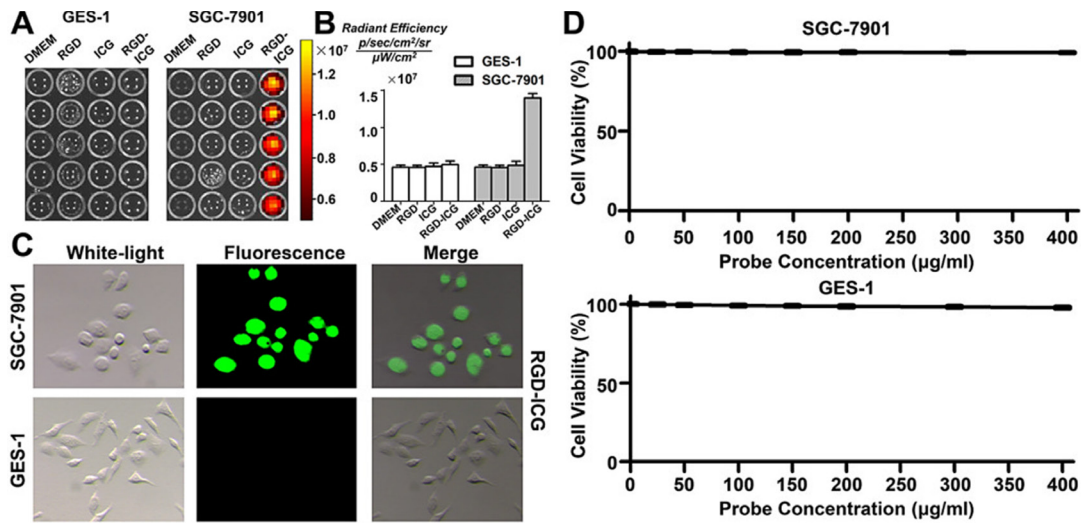 A
GES-1
SGC-7901
DMEM
RGD
ICG
RGD-ICG
DMEM
RGD
ICG
RGD-ICG
×10⁷
1.2
1.0
0.8
0.6
B
Radiant Efficiency
p/sec/cm²/sr
µW/cm²
×10⁷
GES-1
SGC-7901
1.5
1.0
0.5
0
DMEM
RGD
ICG
RGD-ICG
DMEM
RGD
ICG
RGD-ICG
C
White-light
Fluorescence
Merge
SGC-7901
GES-1
RGD-ICG
D
SGC-7901
Cell Viability (%)
100
50
0
0 50 100 150 200 250 300 350 400
Probe Concentration (µg/ml)
GES-1
Cell Viability (%)
100
50
0
0 50 100 150 200 250 300 350 400
Probe Concentration (µg/ml)